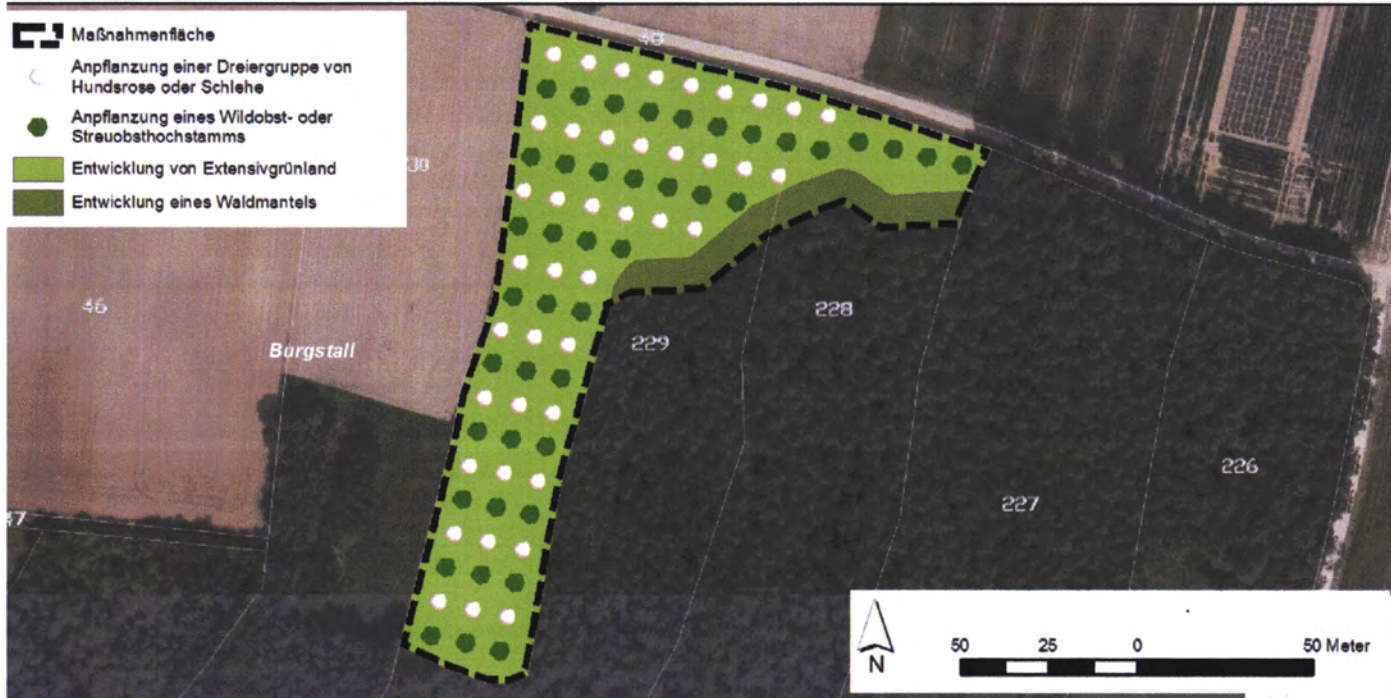 Maßnahmenfläche
Anpflanzung einer Dreiergruppe von
Hundsrose oder Schlehe
Anpflanzung eines Wildobst- oder
Streuobsthochstamms
Entwicklung von Extensivgrünland
Entwicklung eines Waldmantels
46
Burgstall
47
229
228
227
226
N
50 25 0 50 Meter